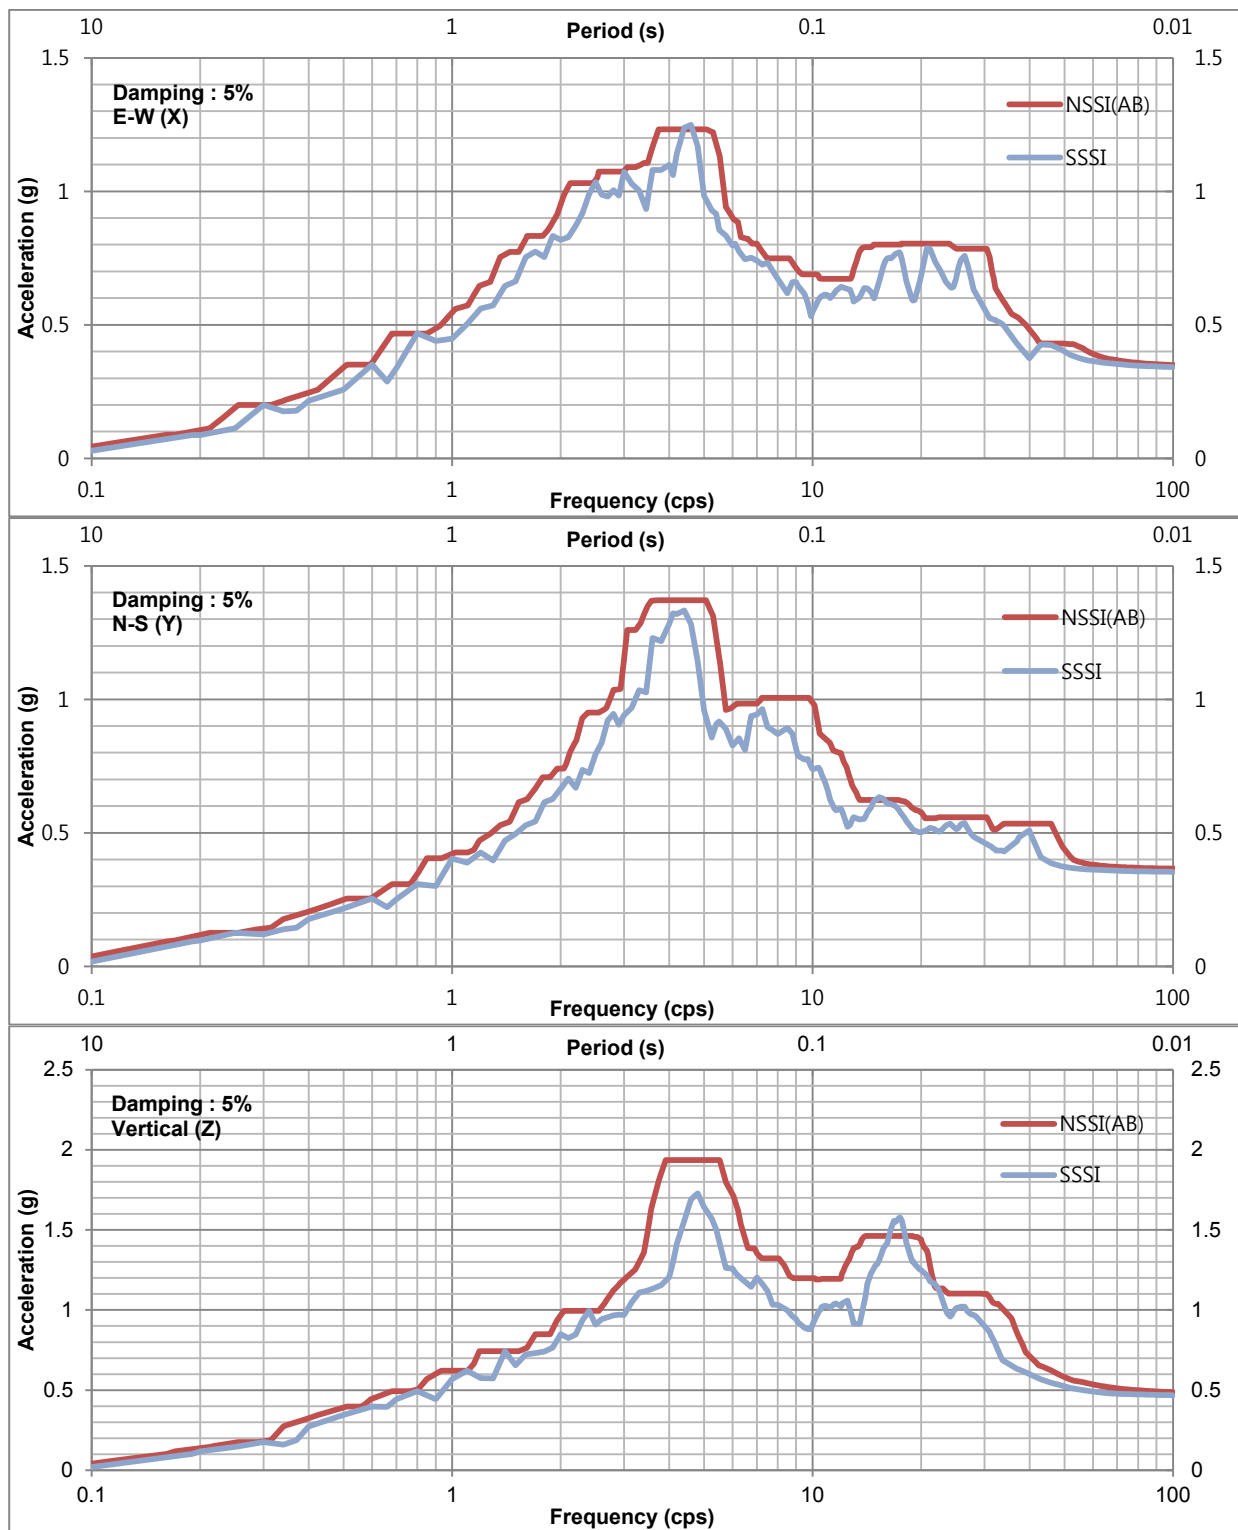 10 1 Period (s) 0.1 0.01
1.5 1.5
Damping : 5%
E-W (X)
NSSI(AB)
SSSI
1 1
Acceleration (g)
0.5 0.5
0 0
0.1 1 Frequency (cps) 10 100
10 1 Period (s) 0.1 0.01
1.5 1.5
Damping : 5%
N-S (Y)
NSSI(AB)
SSSI
1 1
Acceleration (g)
0.5 0.5
0 0
0.1 1 Frequency (cps) 10 100
10 1 Period (s) 0.1 0.01
2.5 2.5
Damping : 5%
Vertical (Z)
NSSI(AB)
2 2
SSSI
1.5 1.5
Acceleration (g)
1 1
0.5 0.5
0 0
0.1 1 Frequency (cps) 10 100